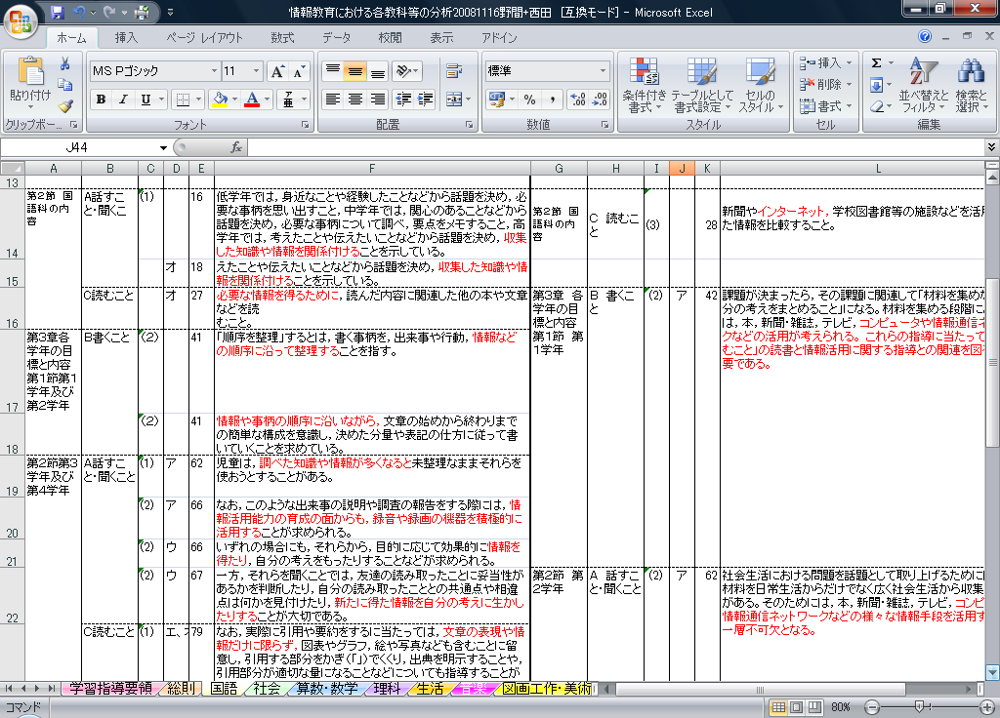 情報教育における各教科等の分析20081116野間+西田 [互換モード] - Microsoft Excel
ホーム 挿入 ページ レイアウト 数式 データ 校閲 表示 アドイン
貼り付け
MS Pゴシック 11
標準
条件付き書式
テーブルとして書式設定
セルのスタイル
挿入
削除
書式
並べ替えとフィルタ
検索と選択
クリップボー... フォント 配置 数値 スタイル セル 編集
J44
A B C D E F G H I J K L
13
第2節 国語科の内容
A話すこと・聞くこ
(1)
16
低学年では，身近なことや経験したことなどから話題を決め，必
要な事柄を思い出すこと，中学年では，関心のあることなどから
話題を決め，必要な事柄について調べ，要点をメモすること，高
学年では，考えたことや伝えたいことなどから話題を決め，収集
した知識や情報を関係付けることを示している。
14
第2節 国語科の内容
C 読むこと
(3)
28
新聞やインターネット，学校図書館等の施設などを活用
た情報を比較すること。
オ 18
えたことや伝えたいことなどから話題を決め，収集した知識や情
報を関係付けることを示している。
15
C読むこと オ 27
必要な情報を得るために，読んだ内容に関連した他の本や文章
などを読
むこと。
16
第3章 各学年の目標と内容 第1節 第1学年
B 書くこと
(2) ア 42
課題が決まったら，その課題に関連して「材料を集めな
分の考えをまとめること」になる。材料を集める段階に
は，本，新聞・雑誌，テレビ，コンピュータや情報通信ネ
クなどの活用が考えられる。これらの指導に当たって
むこと」の読書と情報活用に関する指導との関連を図
要である。
第3章各学年の目標と内容 第1節第1学年及び第2学年
B書くこと (2) 41
「順序を整理」するとは，書く事柄を，出来事や行動，情報など
の順序に沿って整理することを指す。
17
(2) 41
情報や事柄の順序に沿いながら，文章の始めから終わりまで
の簡単な構成を意識し，決めた分量や表記の仕方に従って書
いていくことを求めている。
18
第2節第3学年及び第4学年
A話すこと・聞くこと
(1) ア 62
児童は，調べた知識や情報が多くなると未整理なままそれらを
使おうとすることがある。
19
(2) ア 66
なお，このような出来事の説明や調査の報告をする際には，情
報活用能力の育成の面からも，録音や録画の機器を積極的に
活用することが求められる。
20
(2) ウ 66
いずれの場合にも，それらから，目的に応じて効果的に情報を
得たり，自分の考えをもったりすることなどが求められる。
21
(2) ウ 67
一方，それらを聞くことでは，友達の読み取ったことに妥当性が
あるかを判断したり，自分の読み取ったこととの共通点や相違
点は何かを見付けたり，新たに得た情報を自分の考えに生かし
たりすることが大切である。
22
第2節 第2学年
A 話すこと・聞くこと
(2) ア 62
社会生活における問題を話題として取り上げるために
材料を日常生活からだけでなく広く社会生活から収集
がある。そのためには，本，新聞・雑誌，テレビ，コンピ
情報通信ネットワークなどの様々な情報手段を活用す
一層不可欠となる。
C読むこと (1) エ、 79
なお，実際に引用や要約をするに当たっては，文章の表現や情
報だけに限らず，図表やグラフ，絵や写真なども含むことに留
意し，引用する部分をかぎ(「」)でくくり，出典を明示することや，
引用部分が適切な量になることなどについても指導することが
学習指導要領 総則 国語 社会 算数・数学 理科 生活 音楽 図画工作・美術
コマンド 80%